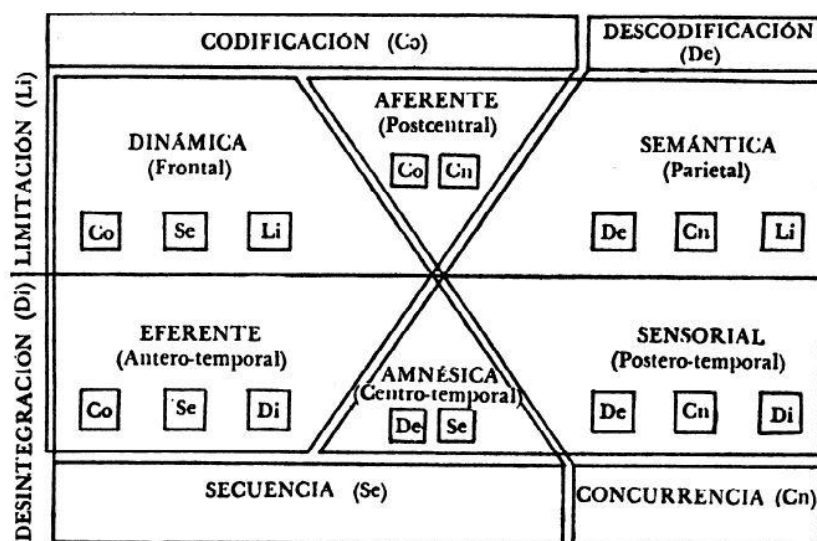 CODIFICACIÓN (Co)
DESCODIFICACIÓN
(De)
LIMITACIÓN (Li)
DINÁMICA
(Frontal)
Co Se Li
AFERENTE
(Postcentral)
Co Cn
SEMÁNTICA
(Parietal)
De Cn Li
DESINTEGRACIÓN (Di)
EFERENTE
(Antero-temporal)
Co Se Di
AMNÉSICA
(Centro-temporal)
De Se
SENSORIAL
(Postero-temporal)
De Cn Di
SECUENCIA (Se)
CONCURRENCIA (Cn)